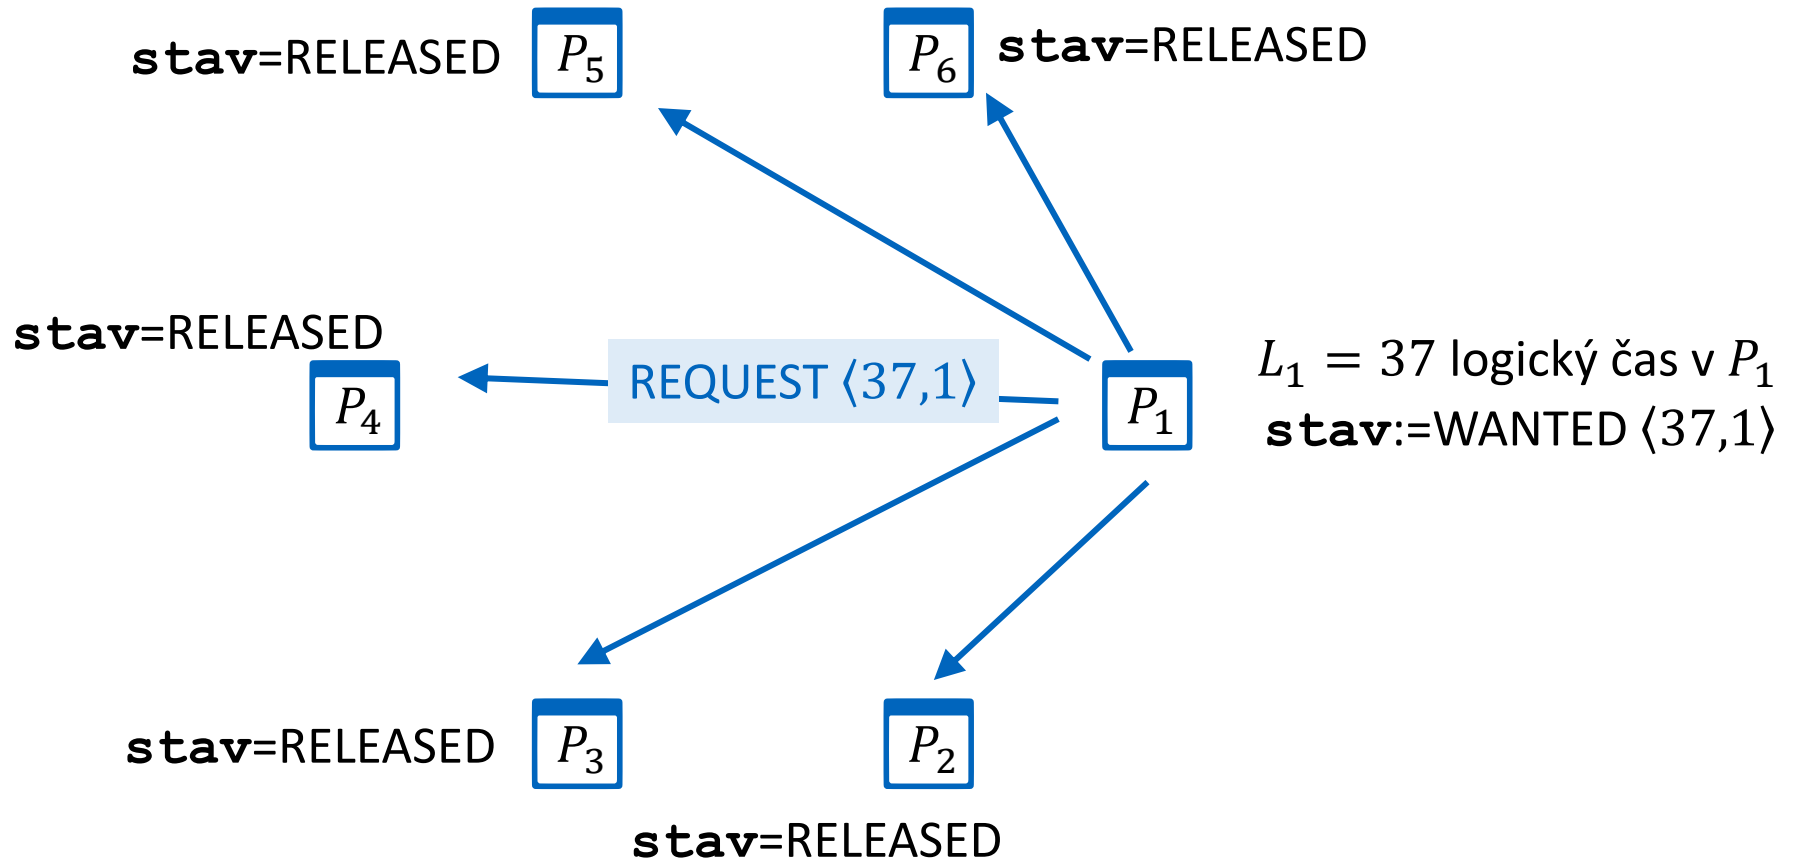 stav=RELEASED
P₅
P₆
stav=RELEASED
stav=RELEASED
P₄
REQUEST ⟨37,1⟩
P₁
L₁ = 37 logický čas v P₁
stav:=WANTED ⟨37,1⟩
stav=RELEASED
P₃
P₂
stav=RELEASED